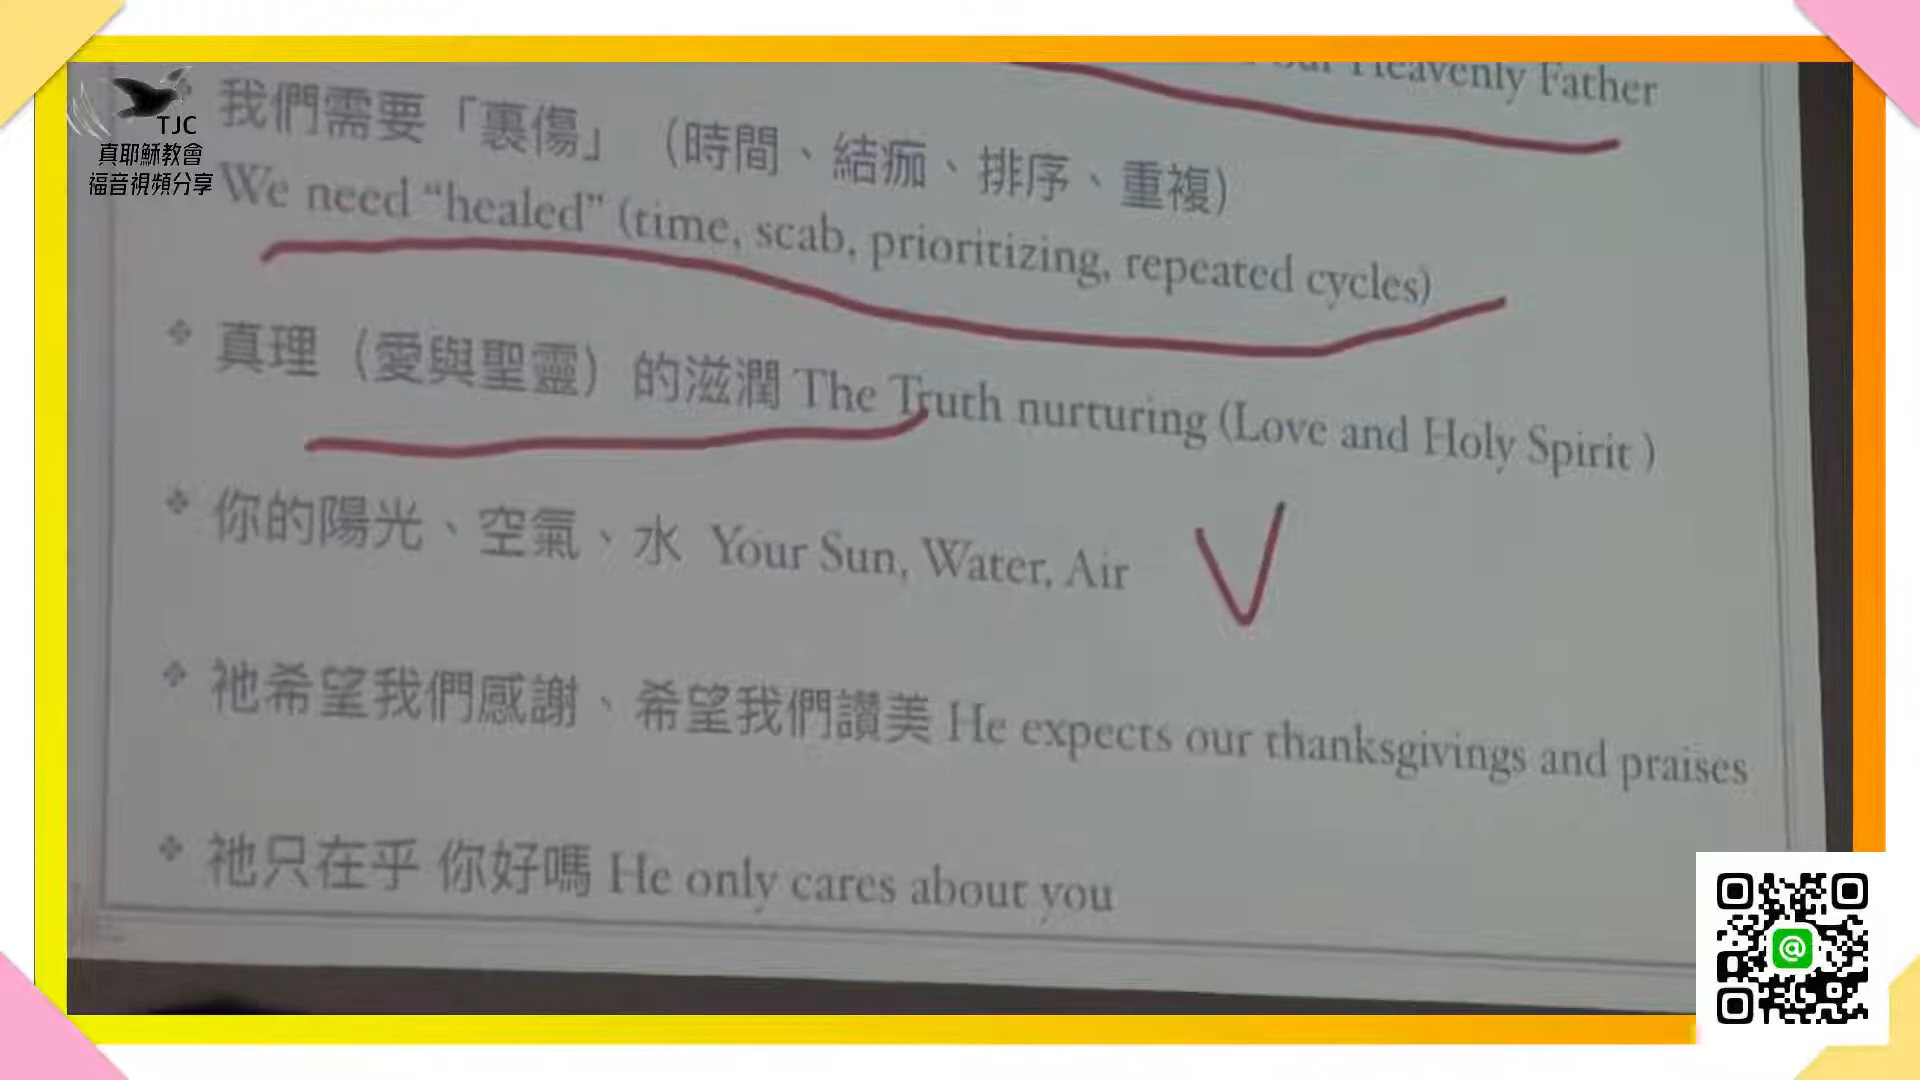 our Heavenly Father
TJC
真耶穌教會
福音視頻分享
我們需要「裹傷」（時間、結痂、排序、重複）
We need “healed” (time, scab, prioritizing, repeated cycles)
真理（愛與聖靈）的滋潤 The Truth nurturing (Love and Holy Spirit )
你的陽光、空氣、水 Your Sun, Water, Air
祂希望我們感謝、希望我們讚美 He expects our thanksgivings and praises
祂只在乎 你好嗎 He only cares about you